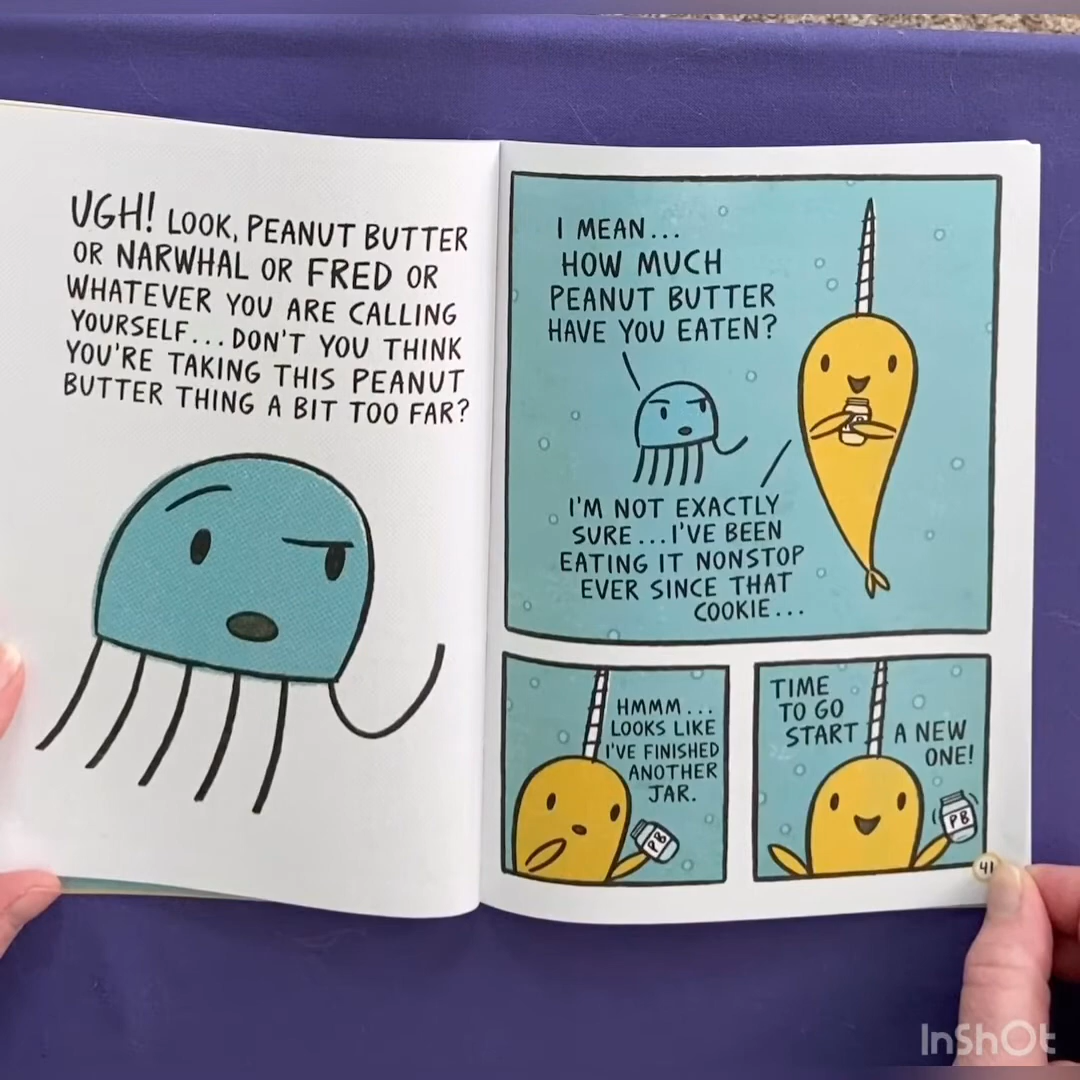 UGH! LOOK, PEANUT BUTTER
OR NARWHAL OR FRED OR
WHATEVER YOU ARE CALLING
YOURSELF... DON'T YOU THINK
YOU'RE TAKING THIS PEANUT
BUTTER THING A BIT TOO FAR?
I MEAN...
HOW MUCH
PEANUT BUTTER
HAVE YOU EATEN?
I'M NOT EXACTLY
SURE... I'VE BEEN
EATING IT NONSTOP
EVER SINCE THAT
COOKIE...
HMMM...
LOOKS LIKE
I'VE FINISHED
ANOTHER
JAR.
PB
TIME
TO GO
START A NEW
ONE!
PB
41
InShOt